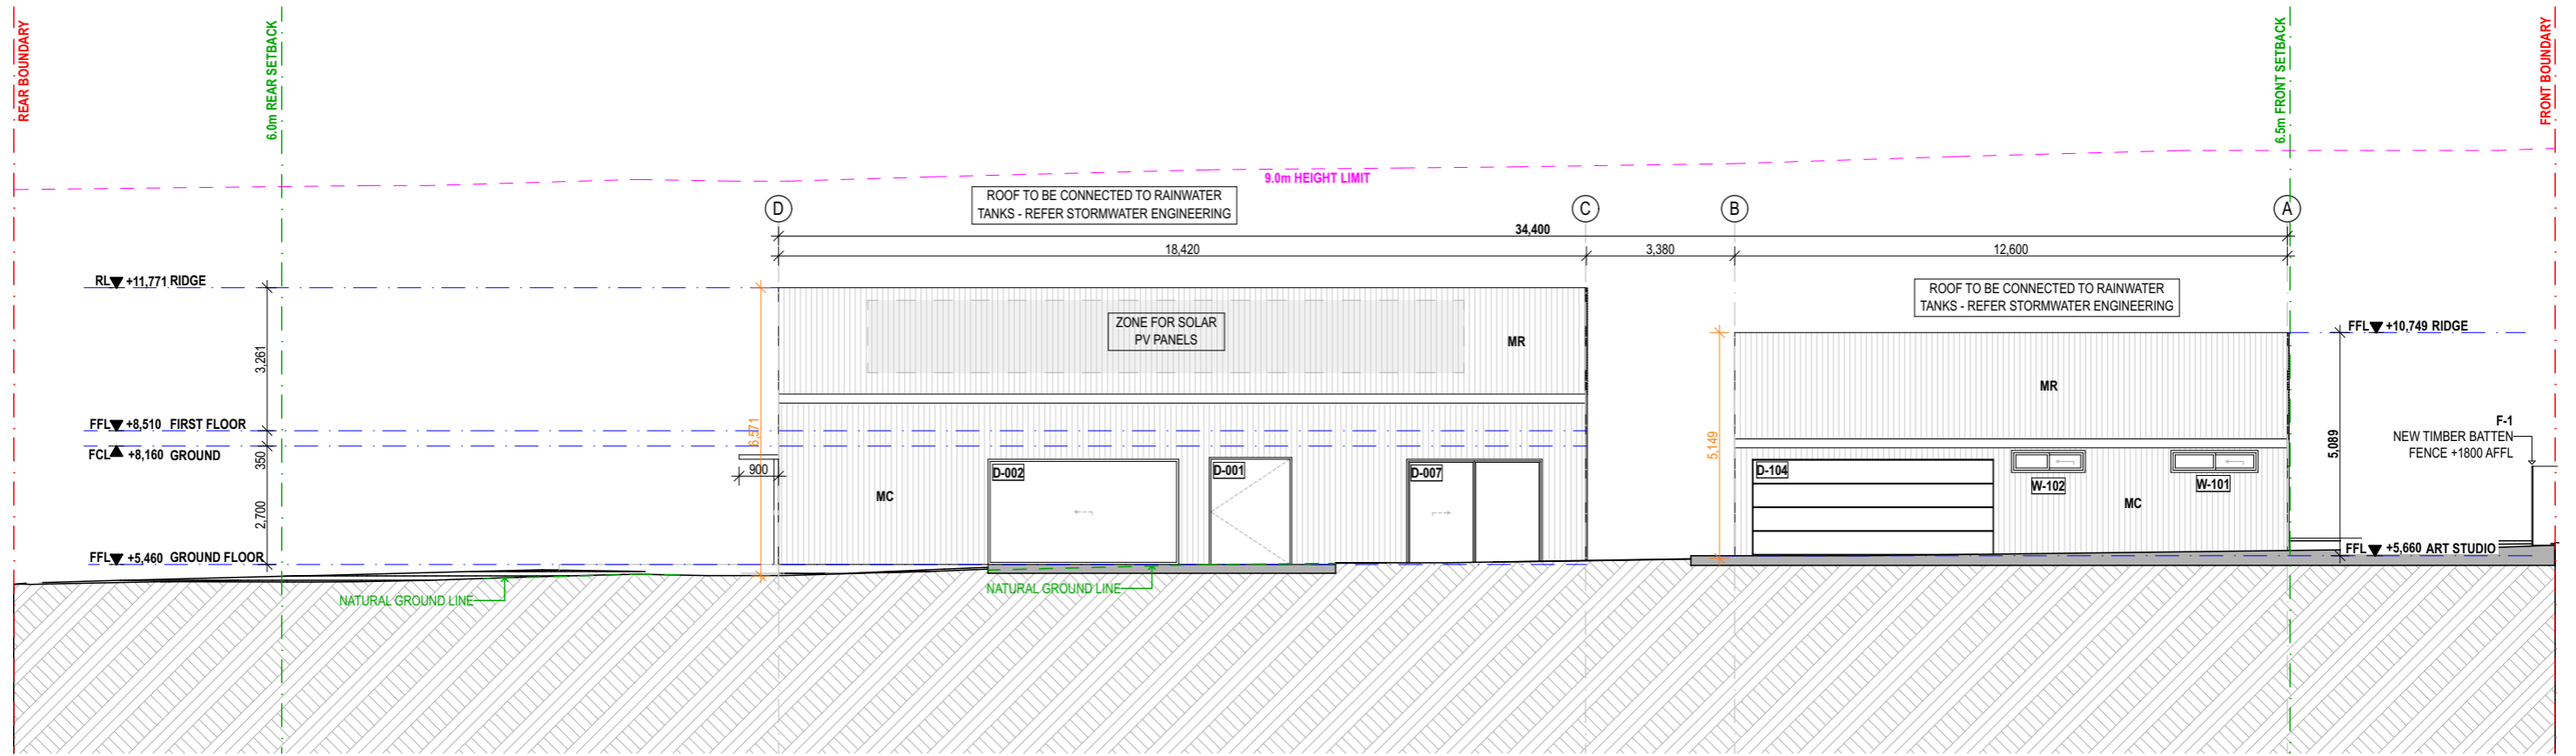 REAR BOUNDARY
6.0m REAR SETBACK
6.5m FRONT SETBACK
FRONT BOUNDARY
9.0m HEIGHT LIMIT
ROOF TO BE CONNECTED TO RAINWATER
TANKS - REFER STORMWATER ENGINEERING
D
C
B
A
34,400
18,420
3,380
12,600
RL +11,771 RIDGE
ROOF TO BE CONNECTED TO RAINWATER
TANKS - REFER STORMWATER ENGINEERING
ZONE FOR SOLAR
PV PANELS
MR
FFL +10,749 RIDGE
3,261
MR
FFL +8,510 FIRST FLOOR
FCL +8,160 GROUND
350
6,571
5,149
5,089
F-1
NEW TIMBER BATTEN
FENCE +1800 AFFL
900
D-002
D-001
D-007
D-104
W-102
W-101
MC
MC
2,700
FFL +5,460 GROUND FLOOR
FFL +5,660 ART STUDIO
NATURAL GROUND LINE
NATURAL GROUND LINE